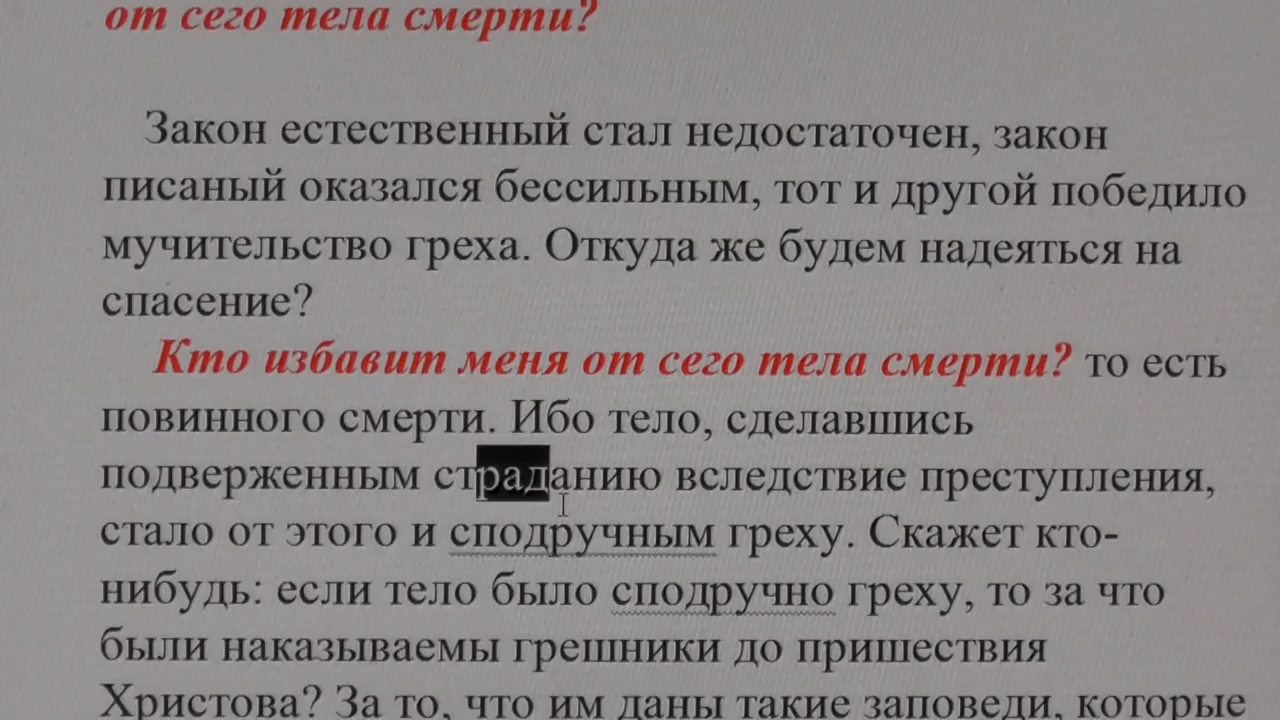 от сего тела смерти?
Закон естественный стал недостаточен, закон
писаный оказался бессильным, тот и другой победило
мучительство греха. Откуда же будем надеяться на
спасение?
Кто избавит меня от сего тела смерти? то есть
повинного смерти. Ибо тело, сделавшись
подверженным страданию вследствие преступления,
стало от этого и сподручным греху. Скажет кто-
нибудь: если тело было сподручно греху, то за что
были наказываемы грешники до пришествия
Христова? За то, что им даны такие заповеди, которые